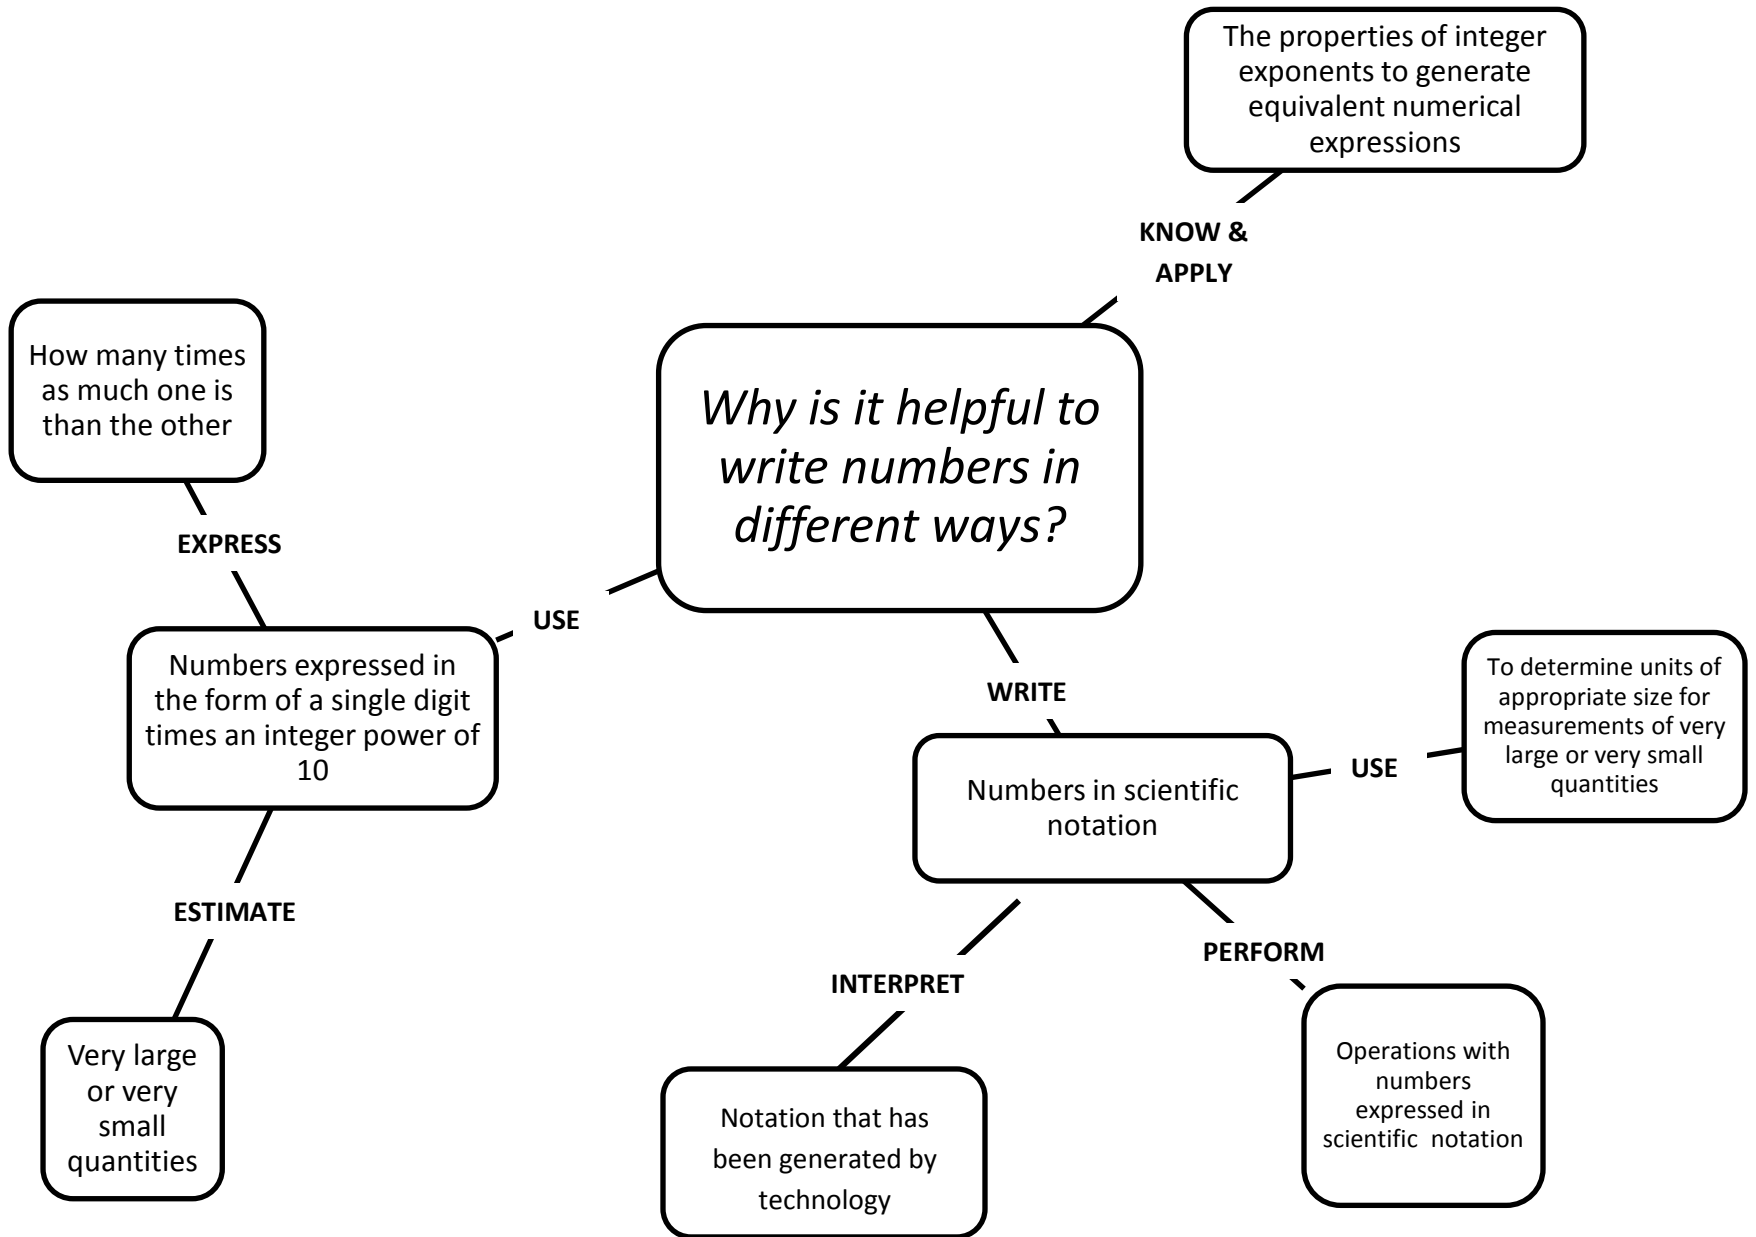 The properties of integer
exponents to generate
equivalent numerical
expressions
KNOW &
APPLY
How many times
as much one is
than the other
EXPRESS
Why is it helpful to
write numbers in
different ways?
USE
Numbers expressed in
the form of a single digit
times an integer power of
10
ESTIMATE
Very large
or very
small
quantities
WRITE
Numbers in scientific
notation
USE
To determine units of
appropriate size for
measurements of very
large or very small
quantities
INTERPRET
Notation that has
been generated by
technology
PERFORM
Operations with
numbers
expressed in
scientific notation